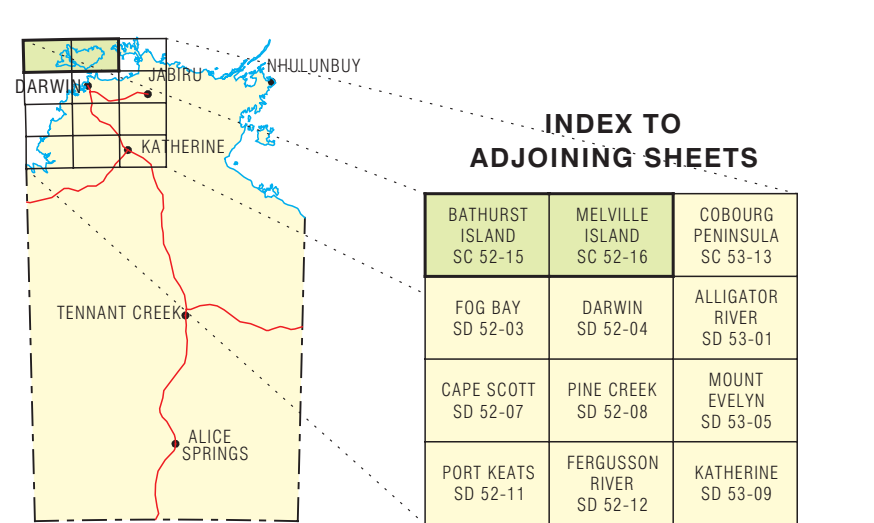 NHULUNBUY
JABIRU
DARWIN
KATHERINE
TENNANT CREEK
ALICE
SPRINGS
INDEX TO
ADJOINING SHEETS
BATHURST
ISLAND
SC 52-15
MELVILLE
ISLAND
SC 52-16
COBOURG
PENINSULA
SC 53-13
FOG BAY
SD 52-03
DARWIN
SD 52-04
ALLIGATOR
RIVER
SD 53-01
CAPE SCOTT
SD 52-07
PINE CREEK
SD 52-08
MOUNT
EVELYN
SD 53-05
PORT KEATS
SD 52-11
FERGUSSON
RIVER
SD 52-12
KATHERINE
SD 53-09